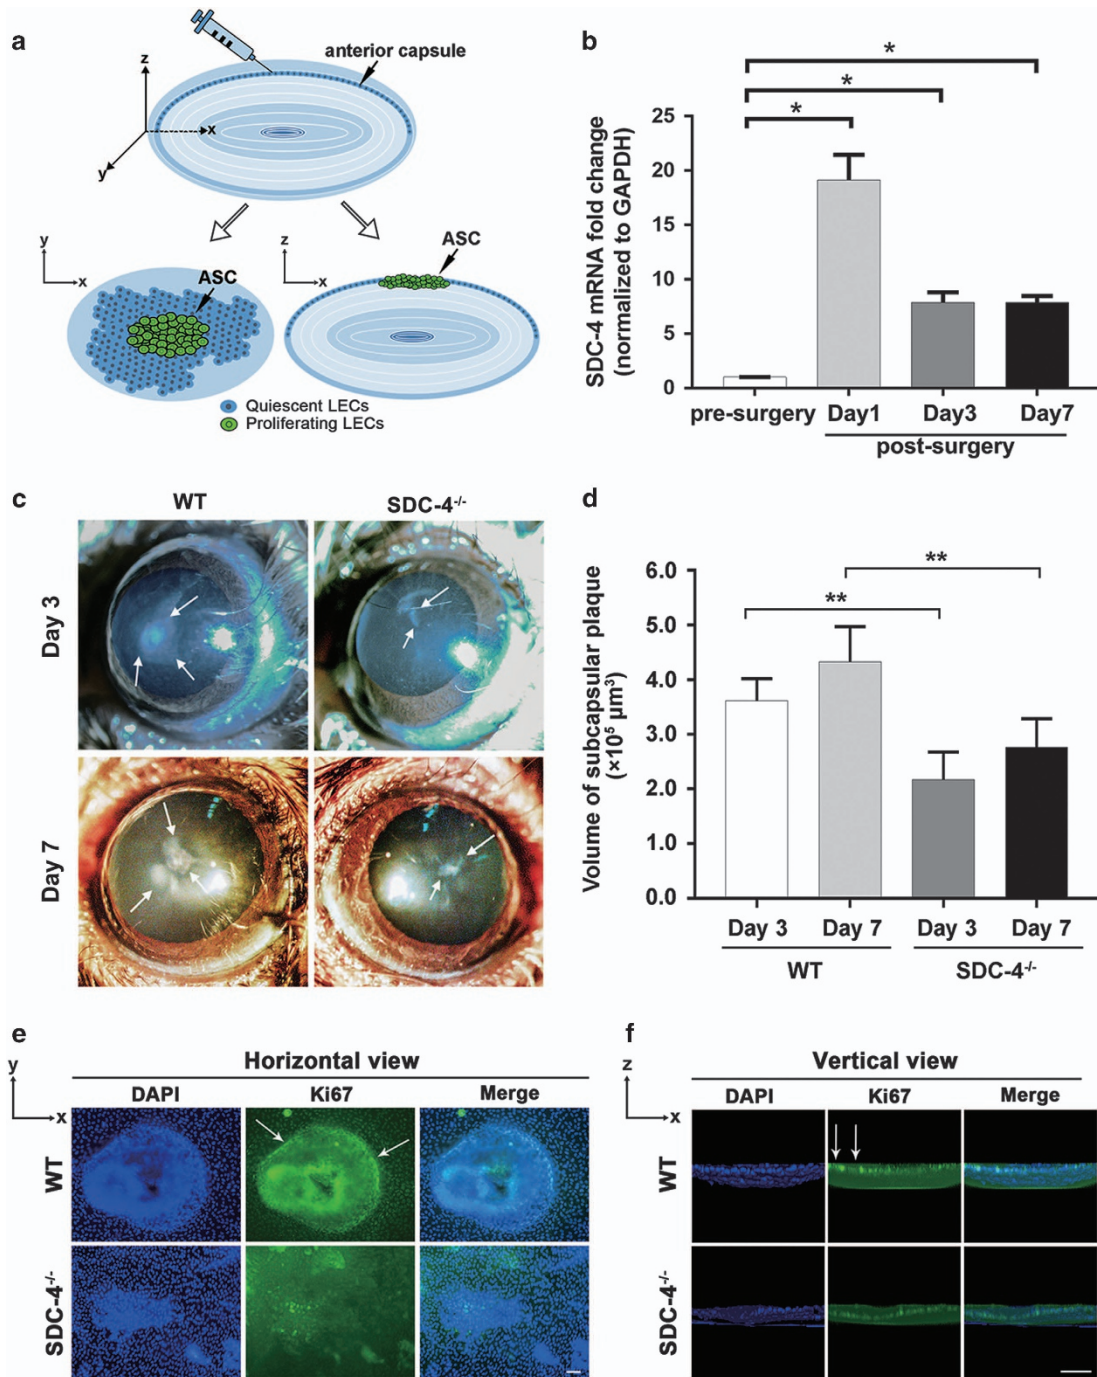 a
z
anterior capsule
x
y
y
ASC
x
z
ASC
x
Quiescent LECs
Proliferating LECs
b
*
*
*
SDC-4 mRNA fold change
(normalized to GAPDH)
25
20
15
10
5
0
pre-surgery Day1 Day3 Day7
post-surgery
c
WT SDC-4-/-
Day 3
Day 7
d
**
**
Volume of subcapsular plaque
(×10⁵ µm³)
6.0
5.0
4.0
3.0
2.0
1.0
0.0
Day 3 Day 7 Day 3 Day 7
WT SDC-4-/-
e
y
x
Horizontal view
DAPI Ki67 Merge
WT
SDC-4-/-
f
z
x
Vertical view
DAPI Ki67 Merge
WT
SDC-4-/-